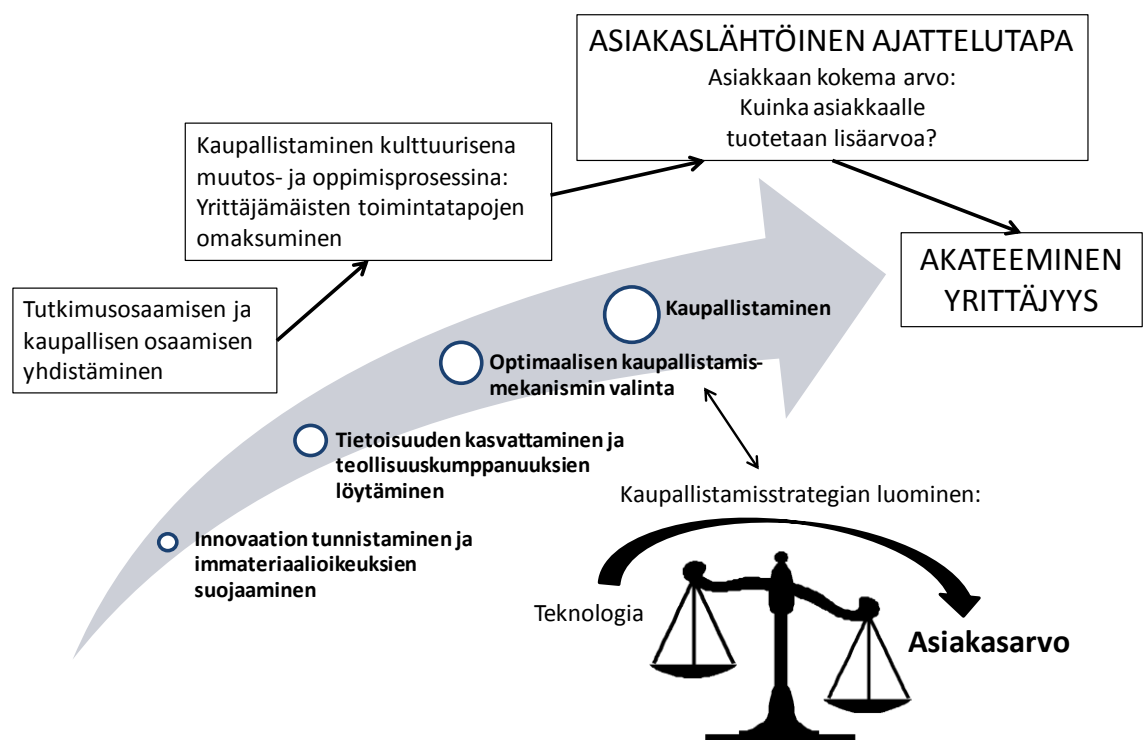 ASIAKASLÄHTÖINEN AJATTELUTAPA
Asiakkaan kokema arvo:
Kuinka asiakkaalle
tuotetaan lisäarvoa?
Kaupallistaminen kulttuurisena
muutos- ja oppimisprosessina:
Yrittäjämäisten toimintatapojen
omaksuminen
AKATEEMINEN
YRITTÄJYYS
Tutkimusosaamisen ja
kaupallisen osaamisen
yhdistäminen
Kaupallistaminen
Optimaalisen kaupallistamis-
mekanismin valinta
Tietoisuuden kasvattaminen ja
teollisuuskumppanuuksien
löytäminen
Innovaation tunnistaminen ja
immateriaalioikeuksien
suojaaminen
Kaupallistamisstrategian luominen:
Teknologia
Asiakasarvo